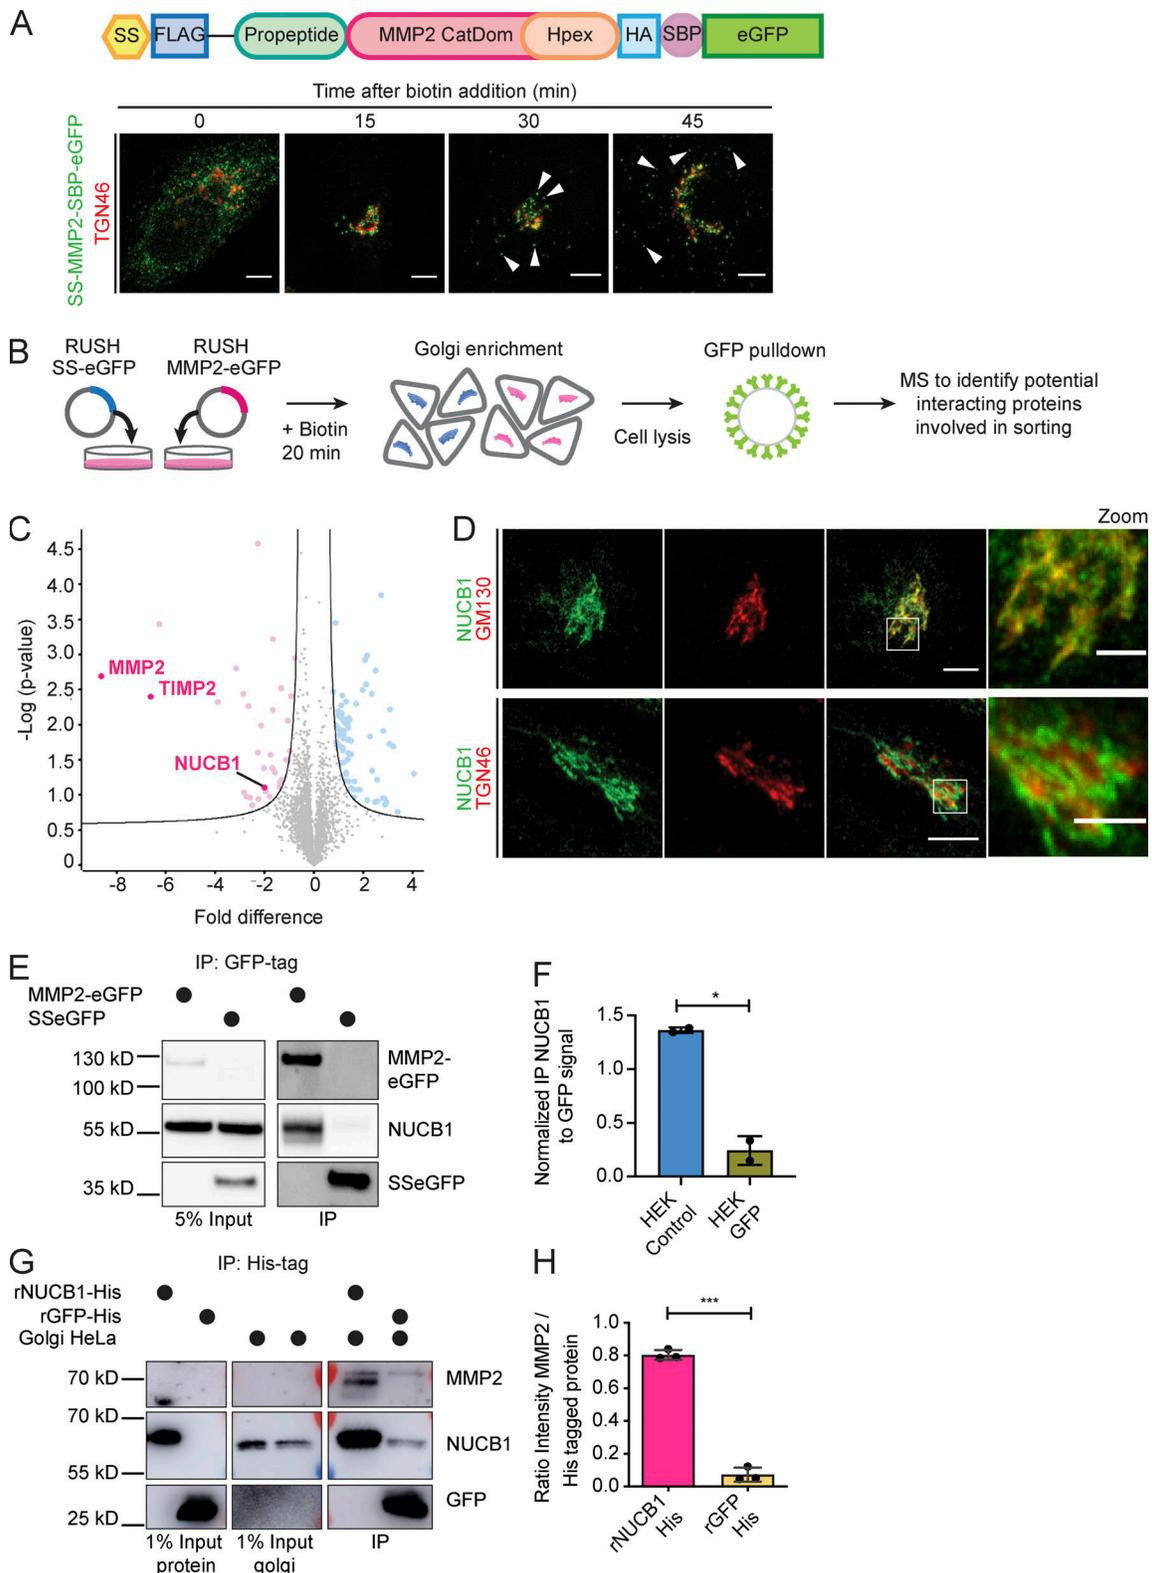 A
SS FLAG Propeptide MMP2 CatDom Hpex HA SBP eGFP
Time after biotin addition (min)
0 15 30 45
SS-MMP2-SBP-eGFP
TGN46
B
RUSH
SS-eGFP
RUSH
MMP2-eGFP
+ Biotin
20 min
Golgi enrichment
Cell lysis
GFP pulldown
MS to identify potential
interacting proteins
involved in sorting
C
-Log (p-value)
4.5
4.0
3.5
3.0
2.5
2.0
1.5
1.0
0.5
0
MMP2
TIMP2
NUCB1
-8 -6 -4 -2 0 2 4
Fold difference
D
Zoom
NUCB1
GM130
NUCB1
TGN46
E
IP: GFP-tag
MMP2-eGFP
SSeGFP
130 kD
100 kD
MMP2-
eGFP
55 kD
NUCB1
35 kD
SSeGFP
5% Input IP
F
Normalized IP NUCB1
to GFP signal
1.5
1.0
0.5
0.0
*
HEK
Control
HEK
GFP
G
IP: His-tag
rNUCB1-His
rGFP-His
Golgi HeLa
70 kD
MMP2
70 kD
NUCB1
55 kD
GFP
25 kD
1% Input
protein
1% Input
golgi
IP
H
Ratio Intensity MMP2 /
His tagged protein
1.0
0.8
0.6
0.4
0.2
0.0
***
rNUCB1
His
rGFP
His